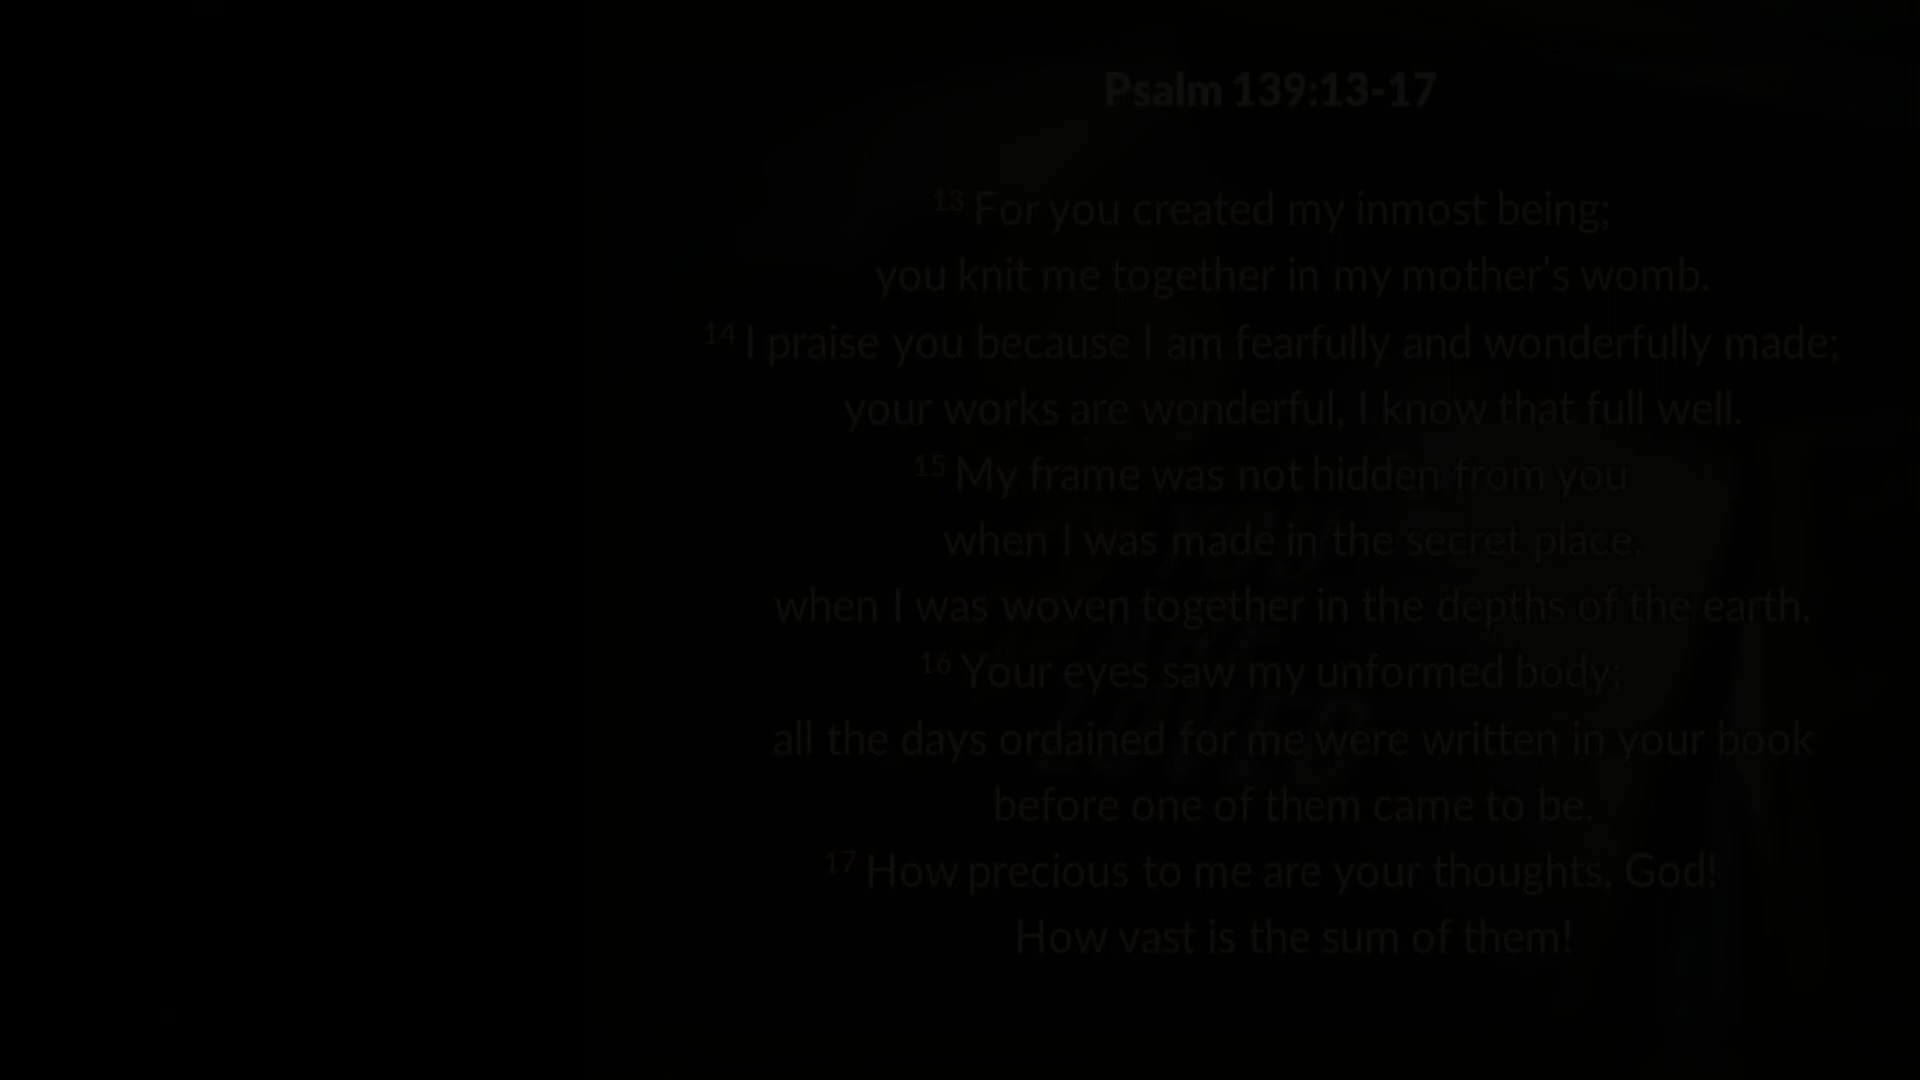 Psalm 139:13-17
13 For you created my inmost being;
you knit me together in my mother's womb.
14 I praise you because I am fearfully and wonderfully made;
your works are wonderful, I know that full well.
15 My frame was not hidden from you
when I was made in the secret place,
when I was woven together in the depths of the earth.
16 Your eyes saw my unformed body;
all the days ordained for me were written in your book
before one of them came to be.
17 How precious to me are your thoughts, God!
How vast is the sum of them!
YOU
ARE
LOVED